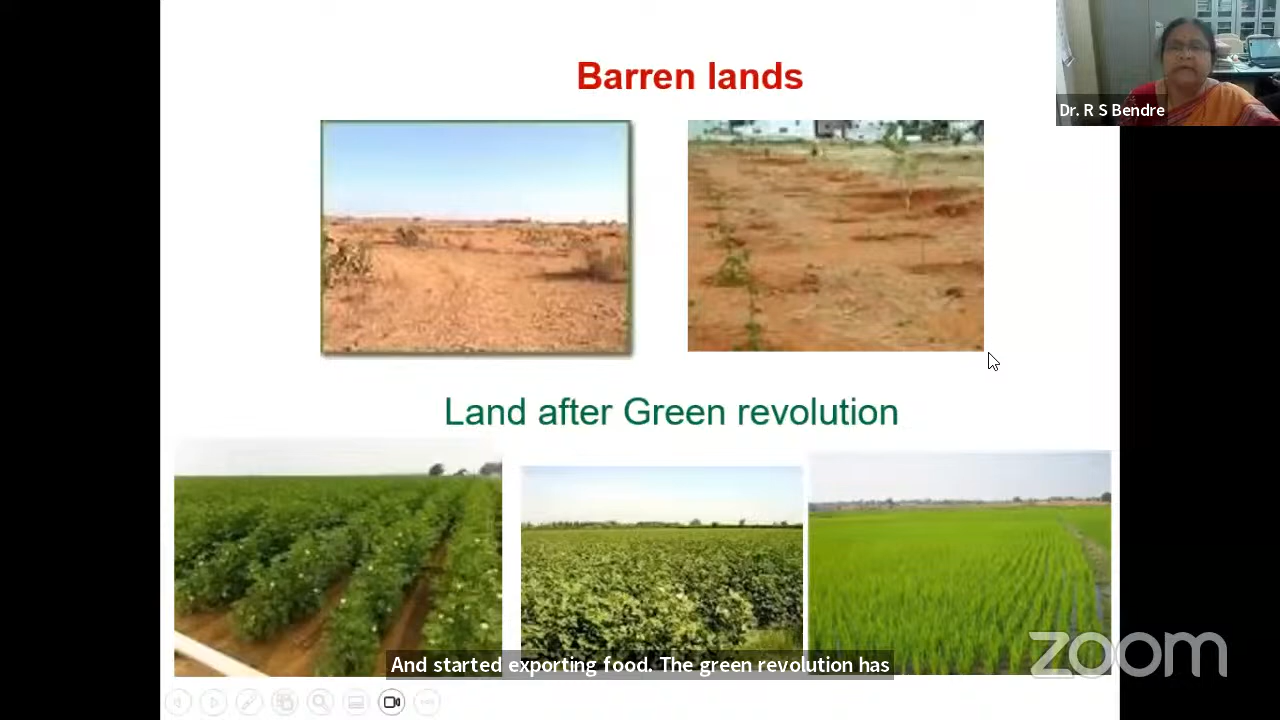 Barren lands
Dr. R S Bendre
Land after Green revolution
And started exporting food. The green revolution has
zoom